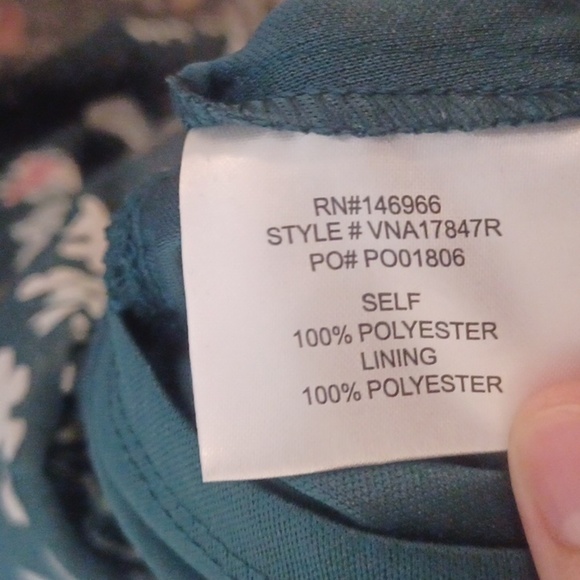 RN#146966
STYLE # VNA17847R
PO# PO01806
SELF
100% POLYESTER
LINING
100% POLYESTER